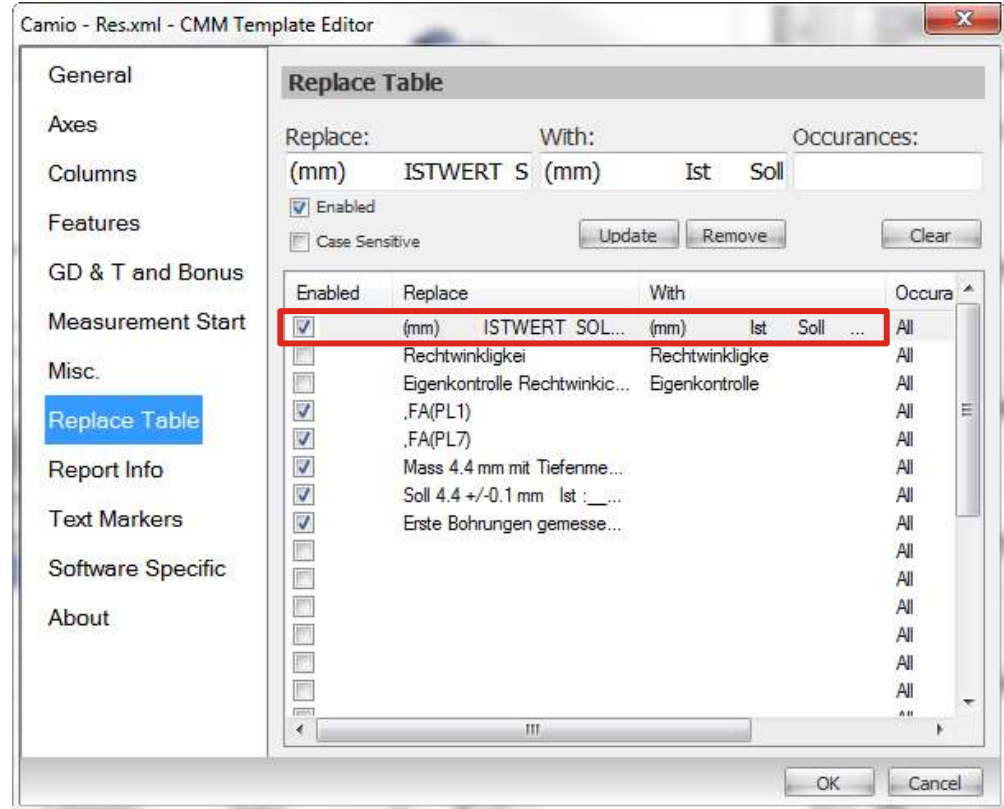 Camio - Res.xml - CMM Template Editor
General
Axes
Columns
Features
GD & T and Bonus
Measurement Start
Misc.
Replace Table
Report Info
Text Markers
Software Specific
About
Replace Table
Replace: With: Occurances:
(mm) ISTWERT S (mm) Ist Soll
Enabled
Case Sensitive
Update Remove Clear
Enabled Replace With Occura
(mm) ISTWERT SOL... (mm) Ist Soll ... All
Rechtwinkligkei Rechtwinkligke All
Eigenkontrolle Rechtwinkic... Eigenkontrolle All
,FA(PL1) All
,FA(PL7) All
Mass 4.4 mm mit Tiefenme... All
Soll 4.4 +/-0.1 mm Ist :__... All
Erste Bohrungen gemesse... All
All
All
All
All
All
All
OK Cancel